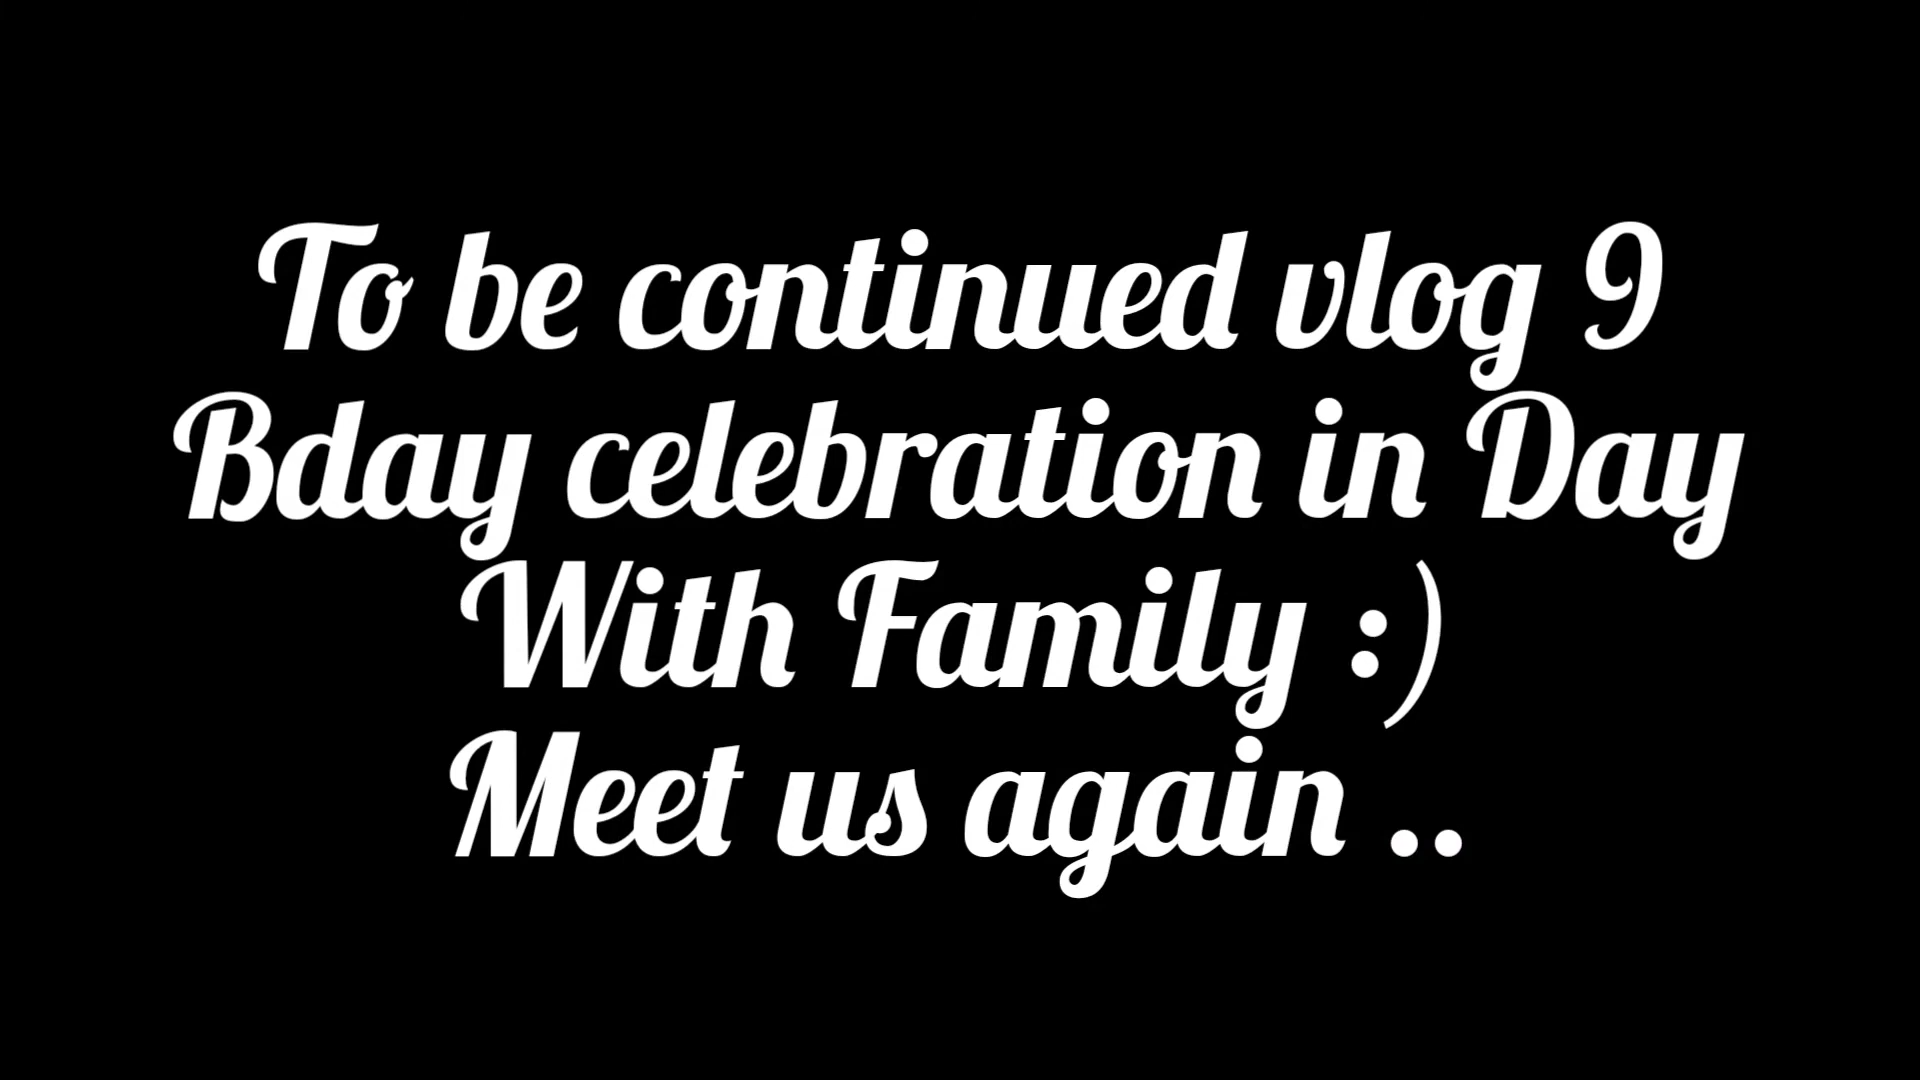 To be continued vlog 9
Bday celebration in Day
With Family :)
Meet us again ..